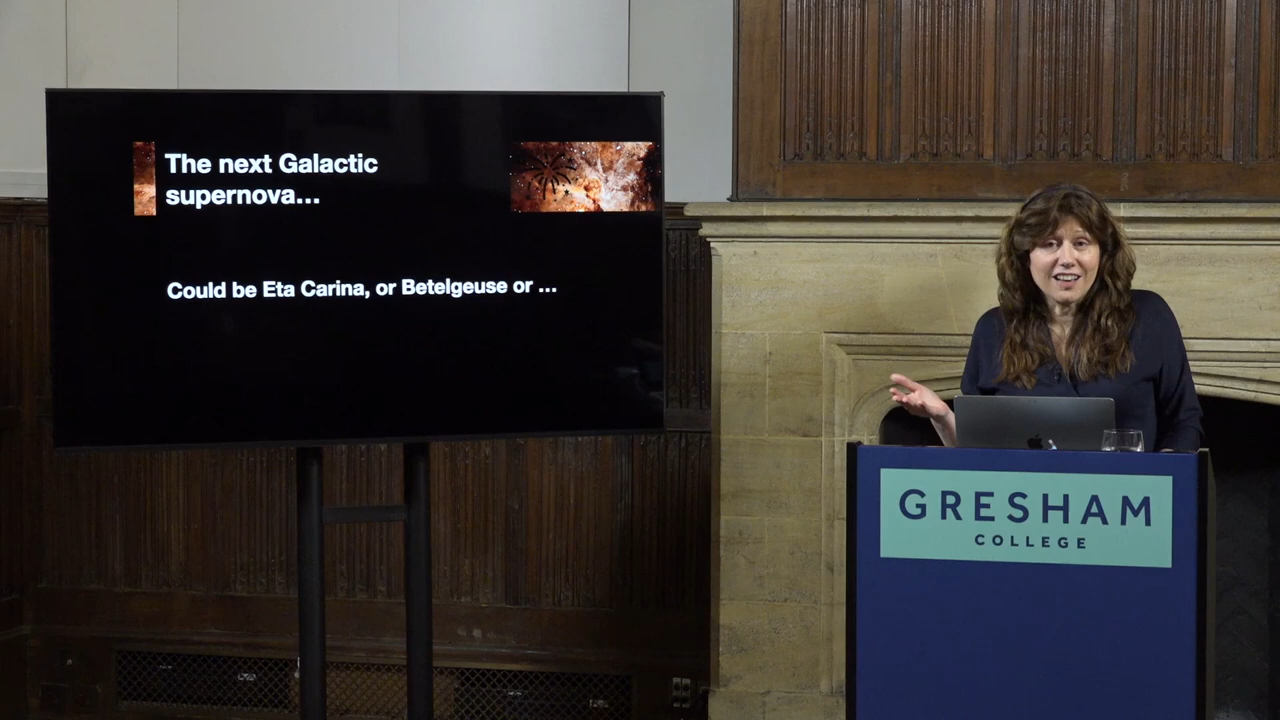 The next Galactic
supernova...
Could be Eta Carina, or Betelgeuse or ...
GRESHAM
COLLEGE